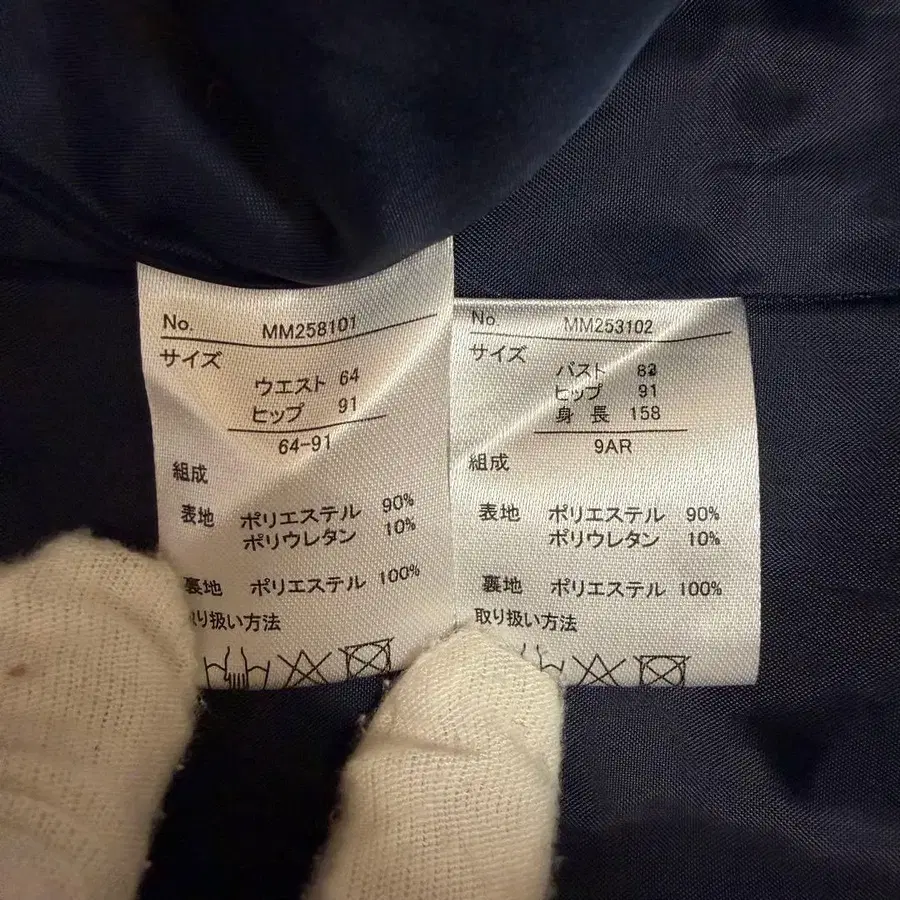 No. MM258101
サイズ
ウエスト 64
ヒップ 91
64-91
組成
表地 ポリエステル 90%
ポリウレタン 10%
裏地 ポリエステル 100%
取り扱い方法
No. MM253102
サイズ
バスト 83
ヒップ 91
身長 158
9AR
組成
表地 ポリエステル 90%
ポリウレタン 10%
裏地 ポリエステル 100%
取り扱い方法